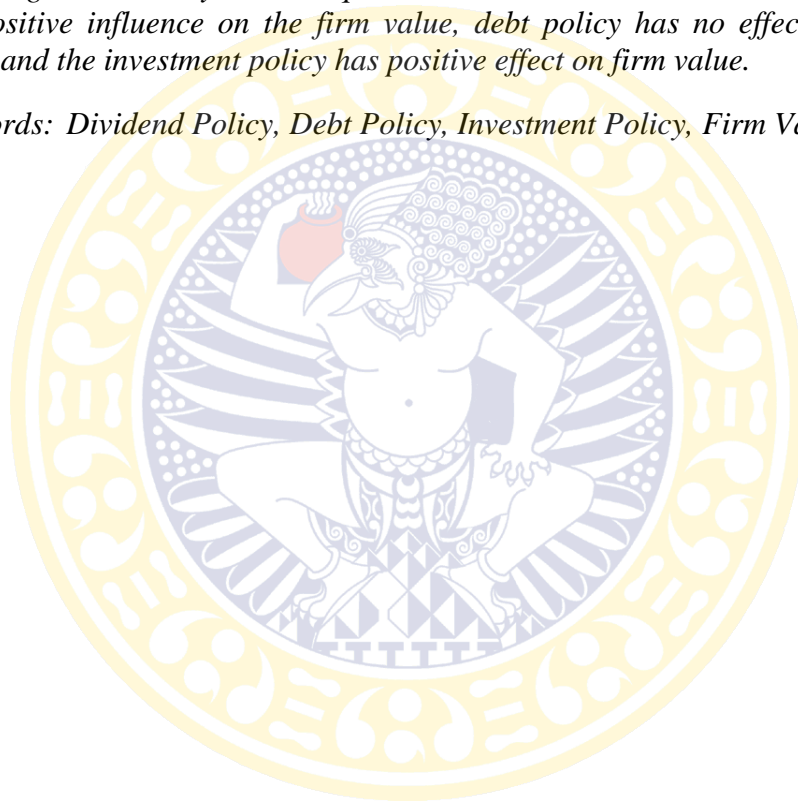 ositive influence on the firm value, debt policy has no effec
and the investment policy has positive effect on firm value.
ords: Dividend Policy, Debt Policy, Investment Policy, Firm Va